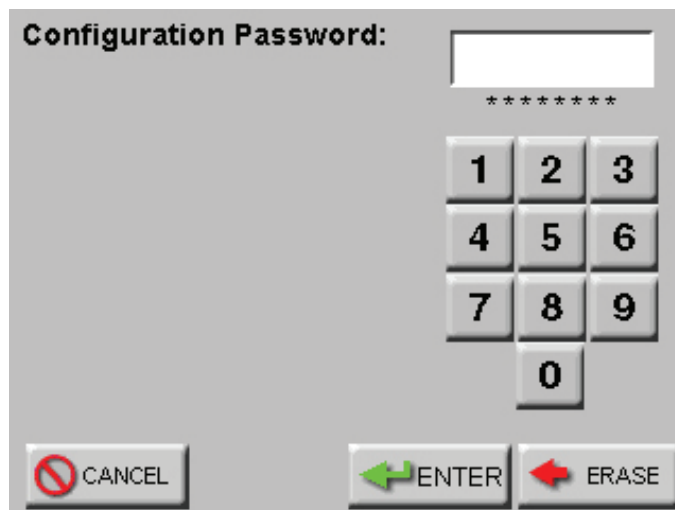 Configuration Password:
********
1 2 3
4 5 6
7 8 9
0
CANCEL ENTER ERASE